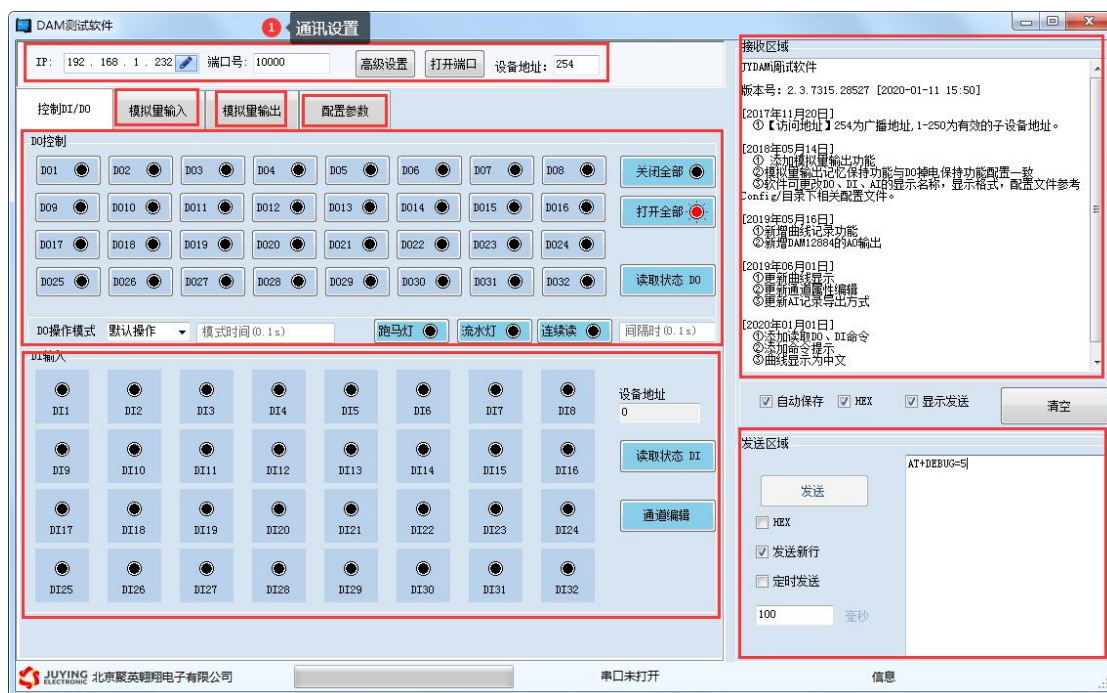 DAM测试软件
1 通讯设置
IP: 192 . 168 . 1 . 232 端口号: 10000 高级设置 打开端口 设备地址: 254
控制DI/DO 模拟量输入 模拟量输出 配置参数
DO控制
DO1 DO2 DO3 DO4 DO5 DO6 DO7 DO8 关闭全部
DO9 DO10 DO11 DO12 DO13 DO14 DO15 DO16 打开全部
DO17 DO18 DO19 DO20 DO21 DO22 DO23 DO24
DO25 DO26 DO27 DO28 DO29 DO30 DO31 DO32 读取状态 DO
DO操作模式 默认操作 模式时间(0.1s) 跑马灯 流水灯 连续读 间隔时(0.1s)
DI输入
DI1 DI2 DI3 DI4 DI5 DI6 DI7 DI8
设备地址
0
DI9 DI10 DI11 DI12 DI13 DI14 DI15 DI16 读取状态 DI
DI17 DI18 DI19 DI20 DI21 DI22 DI23 DI24 通道编辑
DI25 DI26 DI27 DI28 DI29 DI30 DI31 DI32
接收区域
JYDAM调试软件
版本号: 2.3.7315.28527 [2020-01-11 15:50]
[2017年11月20日]
①【访问地址】254为广播地址,1-250为有效的子设备地址。
[2018年05月14日]
① 添加模拟量输出功能
②模拟量输出记忆保持功能与DO掉电保持功能配置一致
③软件可更改DO、DI、AI的显示名称，显示格式，配置文件参考
Config/目录下相关配置文件。
[2019年05月16日]
①新增曲线记录功能
②新增DAM12884的AO输出
[2019年06月01日]
①更新曲线显示
②更新通道属性编辑
③更新AI记录导出方式
[2020年01月01日]
①添加读取DO、DI命令
②添加命令提示
③曲线显示为中文
自动保存 HEX 显示发送 清空
发送区域
AT+DEBUG=5
发送
HEX
发送新行
定时发送
100 毫秒
JUYING ELECTRONIC 北京聚英翱翔电子有限公司 串口未打开 信息